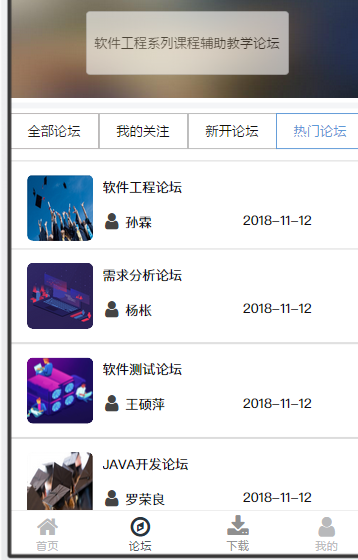 软件工程系列课程辅助教学论坛
全部论坛 我的关注 新开论坛 热门论坛
软件工程论坛
孙霖 2018-11-12
需求分析论坛
杨枨 2018-11-12
软件测试论坛
王硕萍 2018-11-12
JAVA开发论坛
罗荣良 2018-11-12
首页 论坛 下载 我的